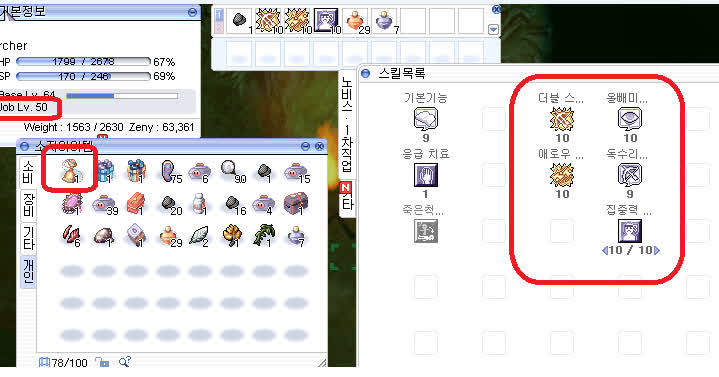 기본정보
rcher
HP 1799 / 2678 67%
SP 170 / 246 69%
Base Lv. 64
Job Lv. 50
Weight : 1563 / 2630 Zeny : 63,361
1 10 10 10 29 7
소지아이템
소비
장비
기타
개인
1 1 1 75 6 90 1 15
1 39 1 20 1 16 4 1
6 1 1 29 2 1 1 7
78/100
노비스·1차직업
N
기타
스킬목록
기본기능
9
더블 스...
10
올빼미...
10
응급 치료
1
애로우 ...
10
독수리...
9
죽은척...
집중력 ...
10 / 10